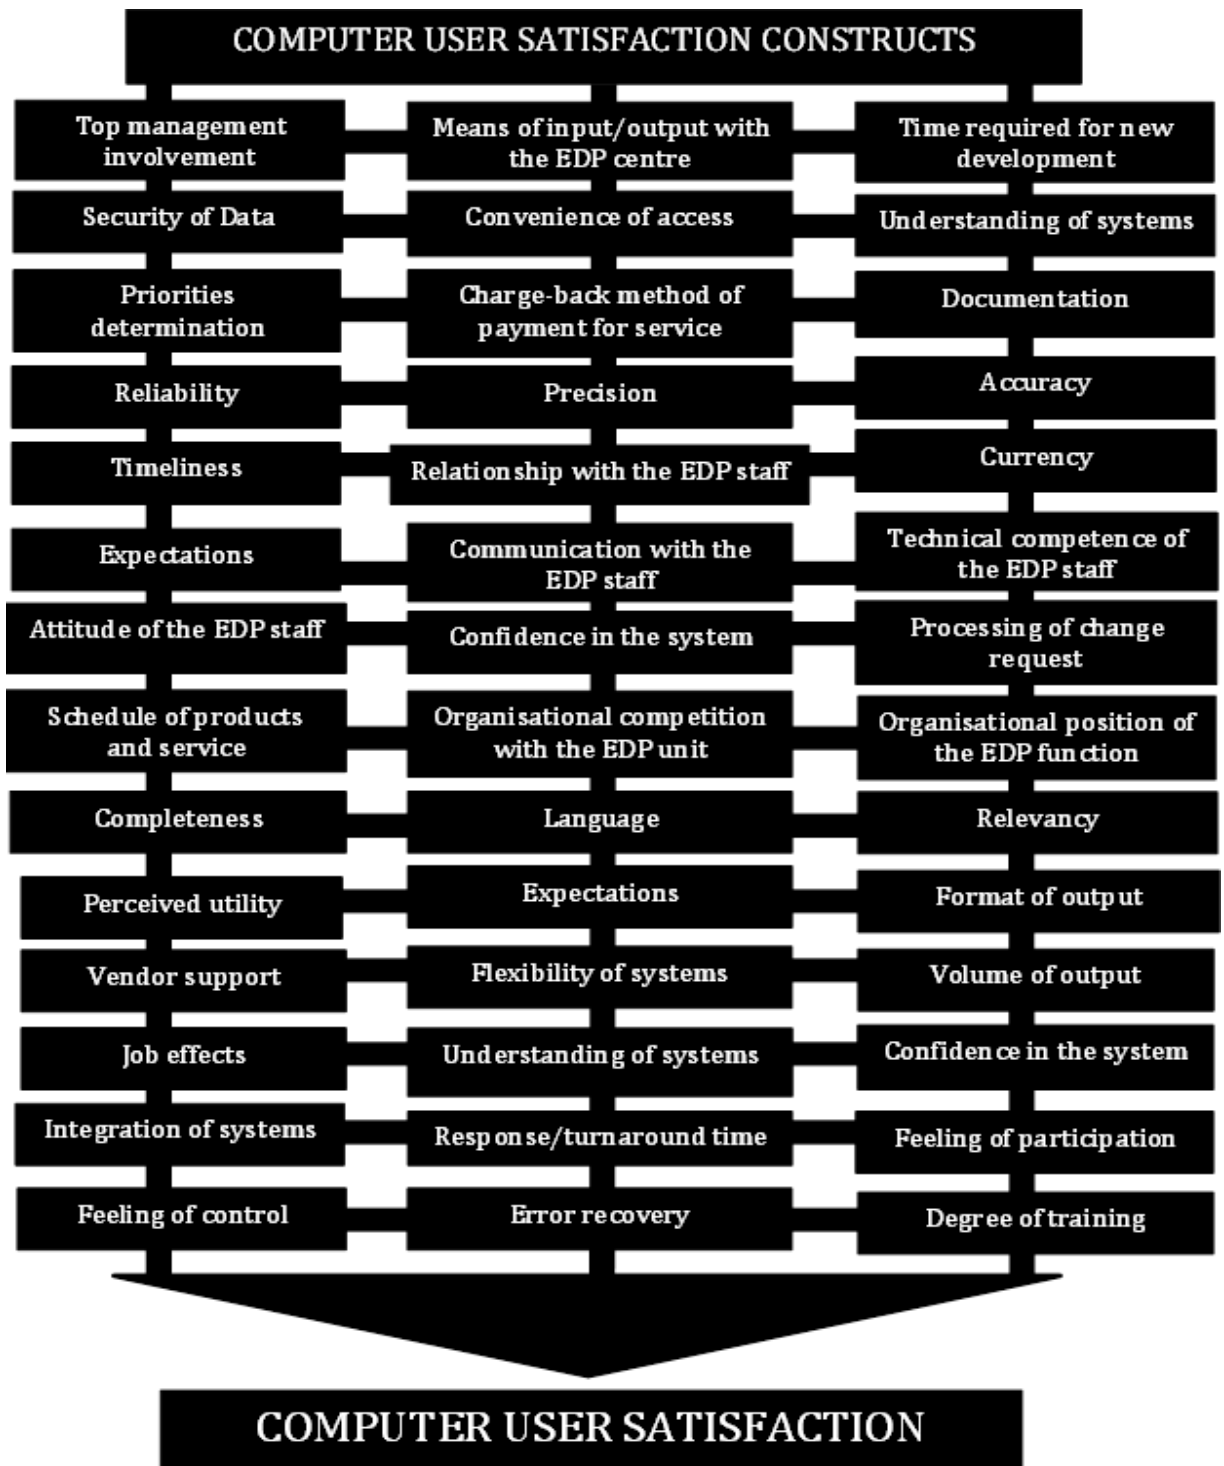 COMPUTER USER SATISFACTION CONSTRUCTS
Top management
involvement
Means of input/output with
the EDP centre
Time required for new
development
Security of Data
Convenience of access
Understanding of systems
Priorities
determination
Charge-back method of
payment for service
Documentation
Reliability
Precision
Accuracy
Timeliness
Relationship with the EDP staff
Currency
Expectations
Communication with the
EDP staff
Technical competence of
the EDP staff
Attitude of the EDP staff
Confidence in the system
Processing of change
request
Schedule of products
and service
Organisational competition
with the EDP unit
Organisational position of
the EDP function
Completeness
Language
Relevancy
Perceived utility
Expectations
Format of output
Vendor support
Flexibility of systems
Volume of output
Job effects
Understanding of systems
Confidence in the system
Integration of systems
Response/turnaround time
Feeling of participation
Feeling of control
Error recovery
Degree of training
COMPUTER USER SATISFACTION